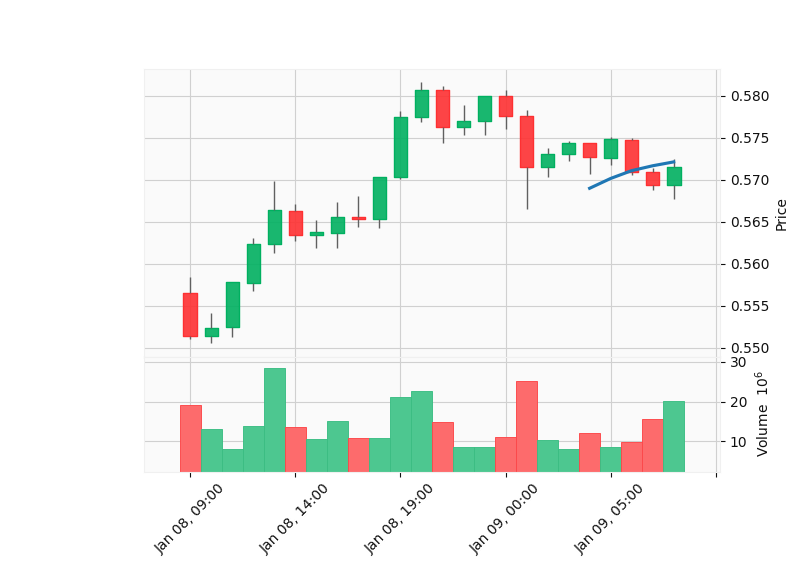 0.580
0.575
0.570
0.565
0.560
0.555
0.550
Price
30
20
10
Volume 10^6
Jan 08, 09:00
Jan 08, 14:00
Jan 08, 19:00
Jan 09, 00:00
Jan 09, 05:00